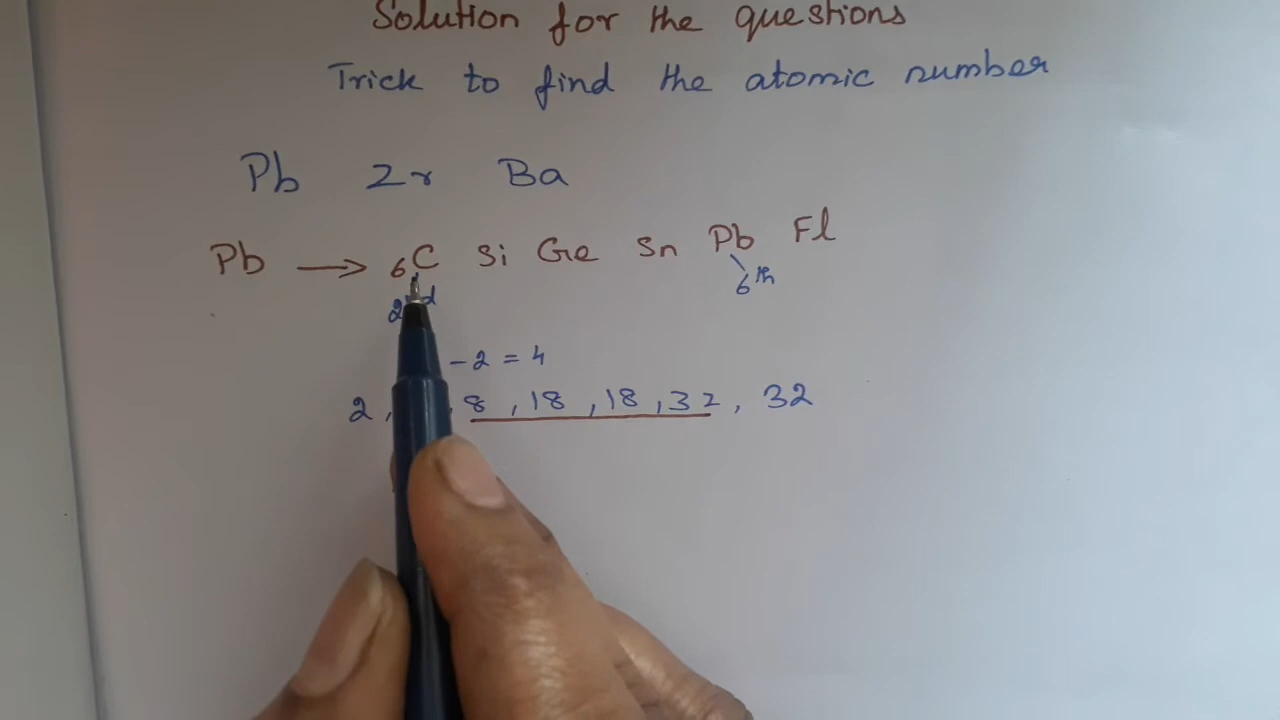 Solution for the questions
Trick to find the atomic number
Pb Zr Ba
Pb → 6C Si Ge Sn Pb Fl
6th
- 2 = 4
2, , 8, 18, 18, 32, 32